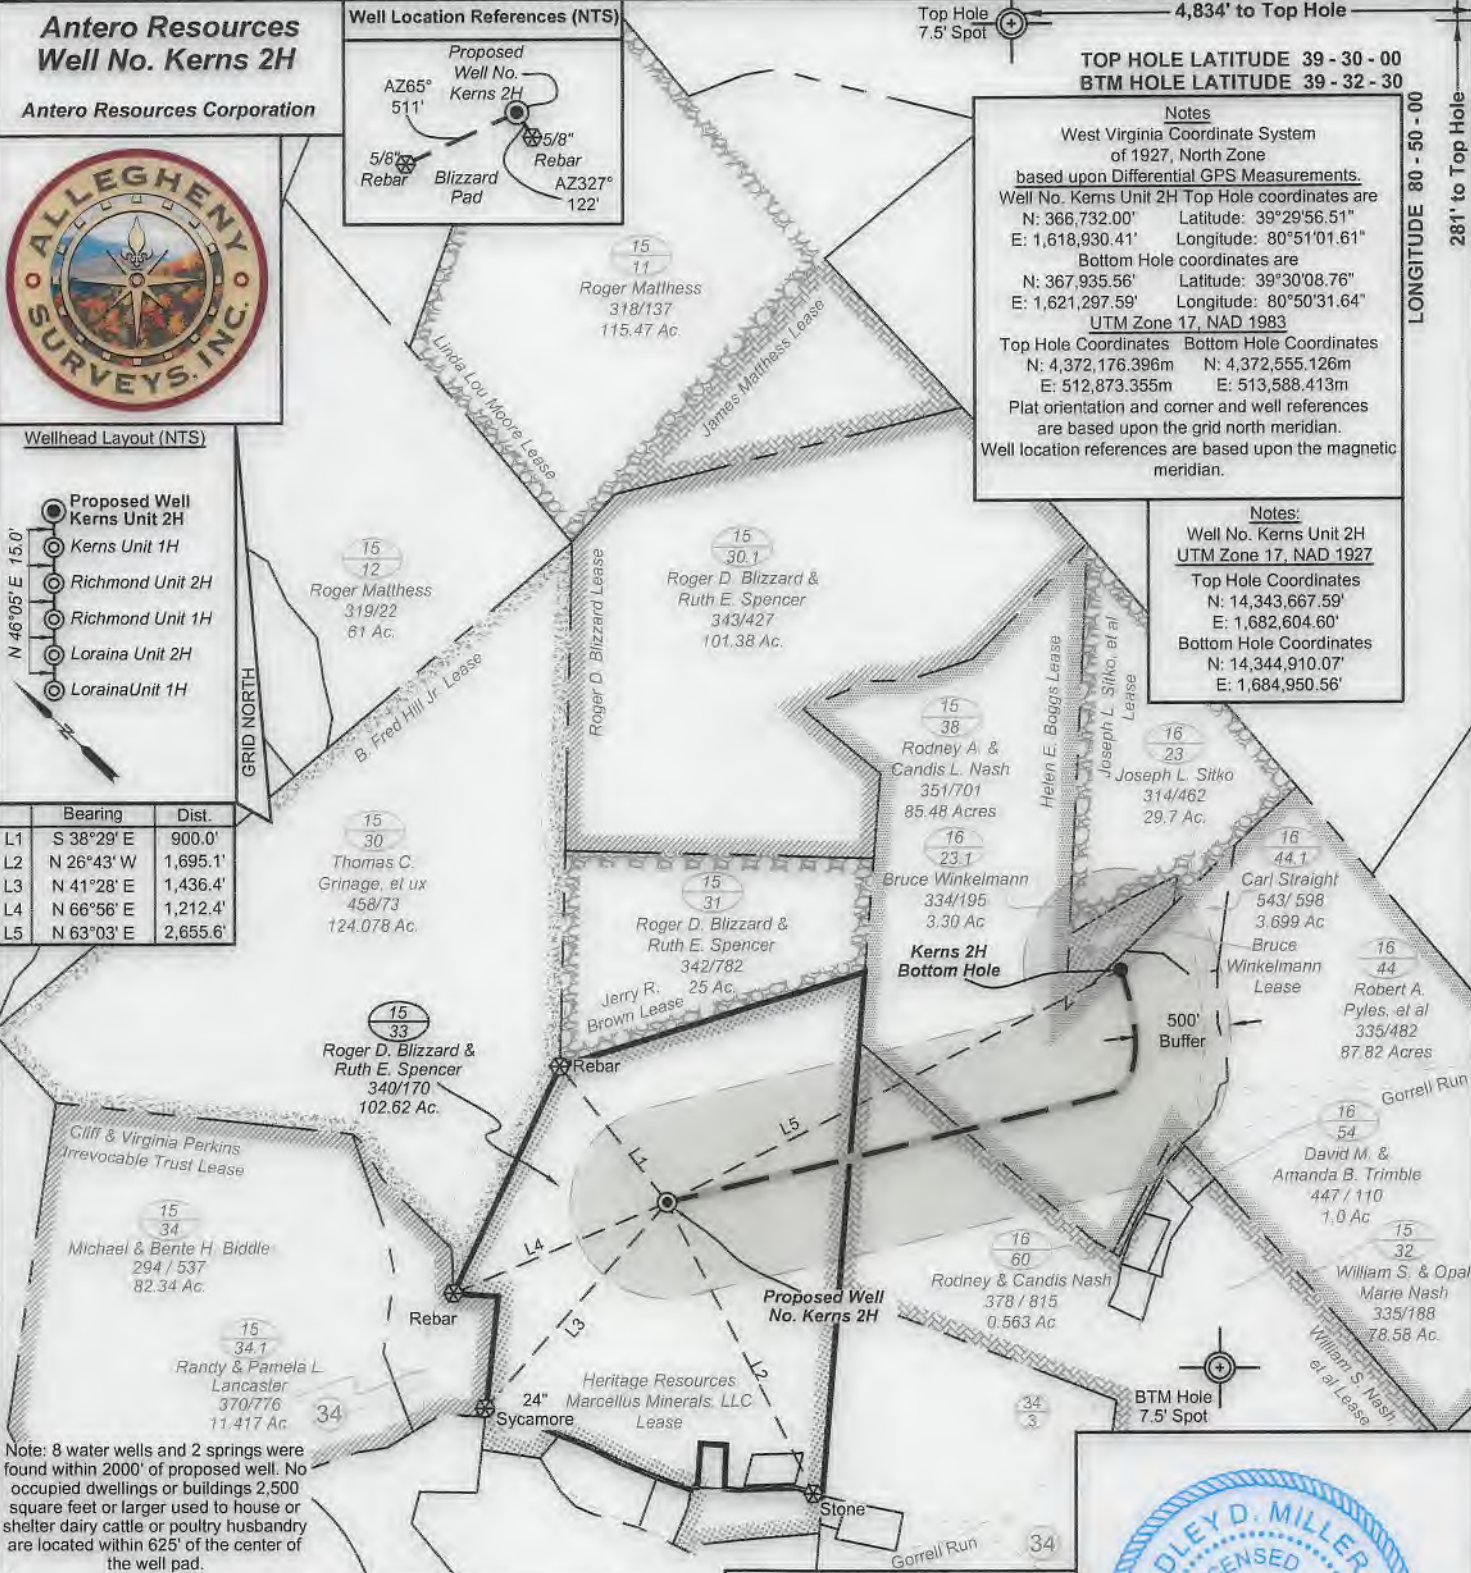 Antero Resources
Well No. Kerns 2H
Antero Resources Corporation
ALLEGHENY
SURVEYS, INC.
Well Location References (NTS)
Proposed
Well No.
Kerns 2H
AZ65°
511'
5/8"
Rebar
Blizzard
Pad
5/8"
Rebar
AZ327°
122'
Top Hole
7.5' Spot
4,834' to Top Hole
TOP HOLE LATITUDE 39 - 30 - 00
BTM HOLE LATITUDE 39 - 32 - 30
LONGITUDE 80 - 50 - 00
281' to Top Hole
Notes
West Virginia Coordinate System
of 1927, North Zone
based upon Differential GPS Measurements.
Well No. Kerns Unit 2H Top Hole coordinates are
N: 366,732.00' Latitude: 39°29'56.51"
E: 1,618,930.41' Longitude: 80°51'01.61"
Bottom Hole coordinates are
N: 367,935.56' Latitude: 39°30'08.76"
E: 1,621,297.59' Longitude: 80°50'31.64"
UTM Zone 17, NAD 1983
Top Hole Coordinates Bottom Hole Coordinates
N: 4,372,176.396m N: 4,372,555.126m
E: 512,873.355m E: 513,588.413m
Plat orientation and corner and well references
are based upon the grid north meridian.
Well location references are based upon the magnetic
meridian.
Notes:
Well No. Kerns Unit 2H
UTM Zone 17, NAD 1927
Top Hole Coordinates
N: 14,343,667.59'
E: 1,682,604.60'
Bottom Hole Coordinates
N: 14,344,910.07'
E: 1,684,950.56'
Wellhead Layout (NTS)
Proposed Well
Kerns Unit 2H
Kerns Unit 1H
Richmond Unit 2H
Richmond Unit 1H
Loraina Unit 2H
LorainaUnit 1H
N 46°05' E 15.0'
N
GRID NORTH
Bearing Dist.
L1 S 38°29' E 900.0'
L2 N 26°43' W 1,695.1'
L3 N 41°28' E 1,436.4'
L4 N 66°56' E 1,212.4'
L5 N 63°03' E 2,655.6'
15
11
Roger Matthess
318/137
115.47 Ac.
Linda Lou Moore Lease
James Matthess Lease
15
12
Roger Matthess
319/22
61 Ac.
B. Fred Hill Jr. Lease
Roger D. Blizzard Lease
15
30.1
Roger D. Blizzard &
Ruth E. Spencer
343/427
101.38 Ac.
Helen E. Boggs Lease
Joseph L. Sitko, et al
Lease
15
38
Rodney A. &
Candis L. Nash
351/701
85.48 Acres
16
23
Joseph L. Sitko
314/462
29.7 Ac.
16
23.1
Bruce Winkelmann
334/195
3.30 Ac
16
44.1
Carl Straight
543/ 598
3.699 Ac
Bruce
Winkelmann
Lease
16
44
Robert A.
Pyles, et al
335/482
87.82 Acres
15
30
Thomas C.
Grinage, et ux
458/73
124.078 Ac.
15
31
Roger D. Blizzard &
Ruth E. Spencer
342/782
25 Ac.
Jerry R.
Brown Lease
Kerns 2H
Bottom Hole
500'
Buffer
Gorrell Run
15
33
Roger D. Blizzard &
Ruth E. Spencer
340/170
102.62 Ac.
Rebar
L1
L5
L4
L3
L2
Cliff & Virginia Perkins
Irrevocable Trust Lease
15
34
Michael & Bente H. Biddle
294 / 537
82.34 Ac.
Rebar
15
34.1
Randy & Pamela L.
Lancaster
370/776
11.417 Ac.
34
24"
Sycamore
Heritage Resources
Marcellus Minerals, LLC
Lease
Proposed Well
No. Kerns 2H
16
60
Rodney & Candis Nash
378 / 815
0.563 Ac
16
54
David M. &
Amanda B. Trimble
447 / 110
1.0 Ac
15
32
William S. & Opal
Marie Nash
335/188
78.58 Ac.
William S. Nash
et al Lease
BTM Hole
7.5' Spot
34
3
Stone
Gorrell Run
34
Note: 8 water wells and 2 springs were
found within 2000' of proposed well. No
occupied dwellings or buildings 2,500
square feet or larger used to house or
shelter dairy cattle or poultry husbandry
are located within 625' of the center of
the well pad.
DLEY D. MILLER
ENSED